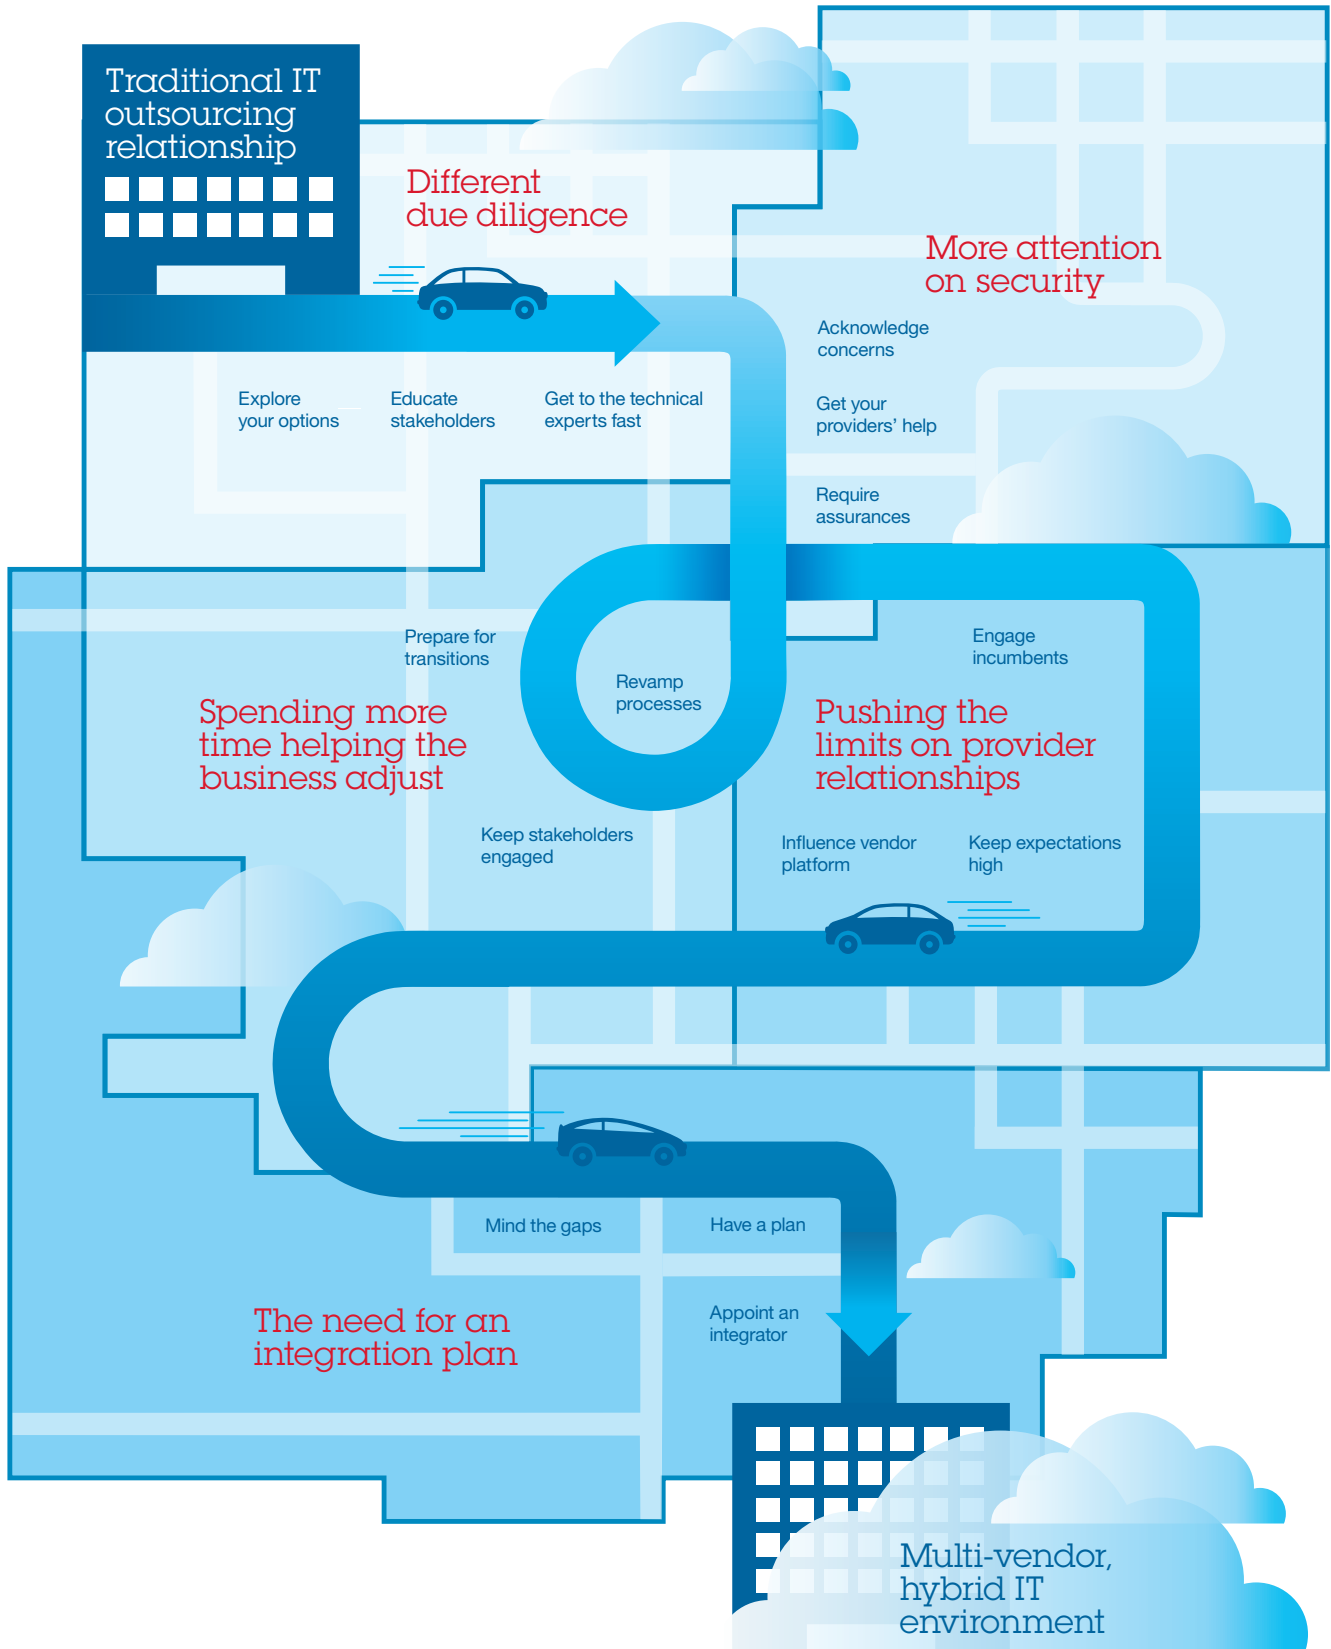 Traditional IT
outsourcing
relationship
Different
due diligence
Explore
your options
Educate
stakeholders
Get to the technical
experts fast
More attention
on security
Acknowledge
concerns
Get your
providers’ help
Require
assurances
Spending more
time helping the
business adjust
Prepare for
transitions
Revamp
processes
Keep stakeholders
engaged
Pushing the
limits on provider
relationships
Engage
incumbents
Influence vendor
platform
Keep expectations
high
The need for an
integration plan
Mind the gaps
Have a plan
Appoint an
integrator
Multi-vendor,
hybrid IT
environment